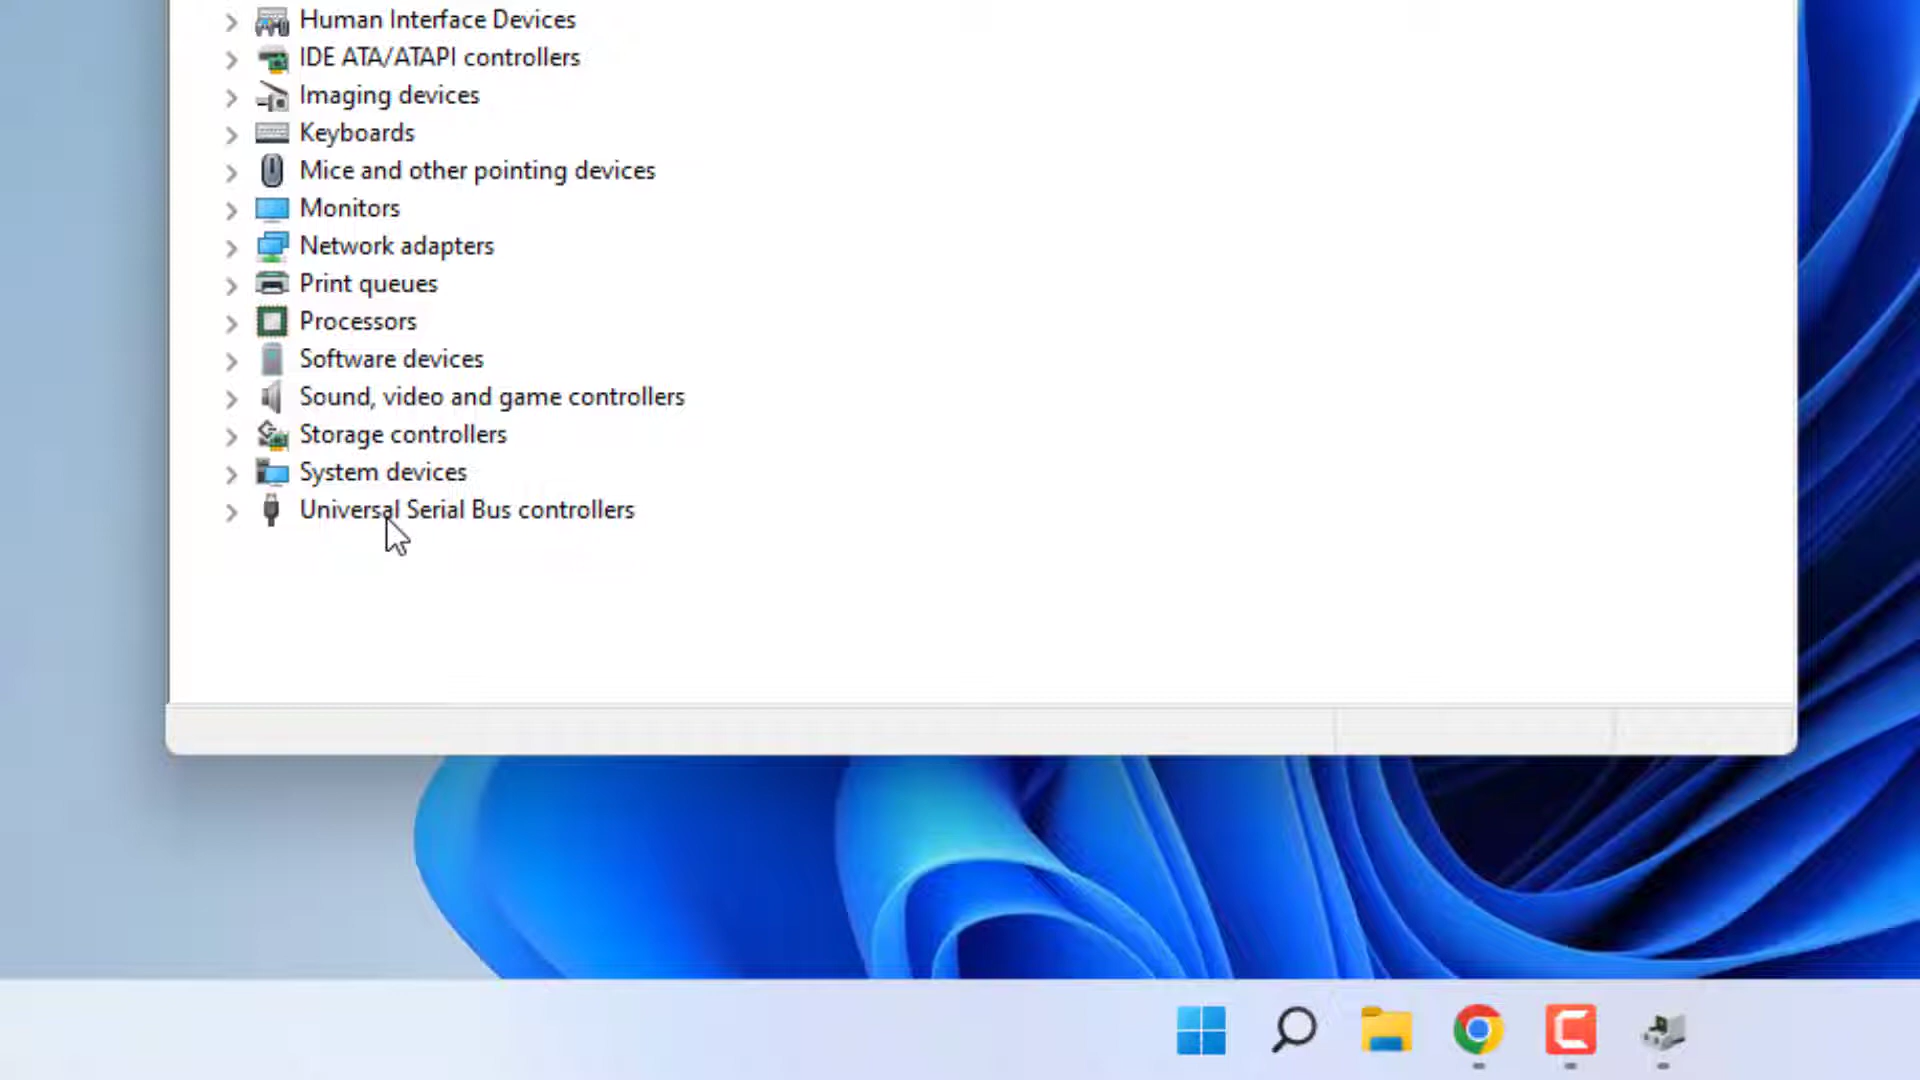 Human Interface Devices
IDE ATA/ATAPI controllers
Imaging devices
Keyboards
Mice and other pointing devices
Monitors
Network adapters
Print queues
Processors
Software devices
Sound, video and game controllers
Storage controllers
System devices
Universal Serial Bus controllers